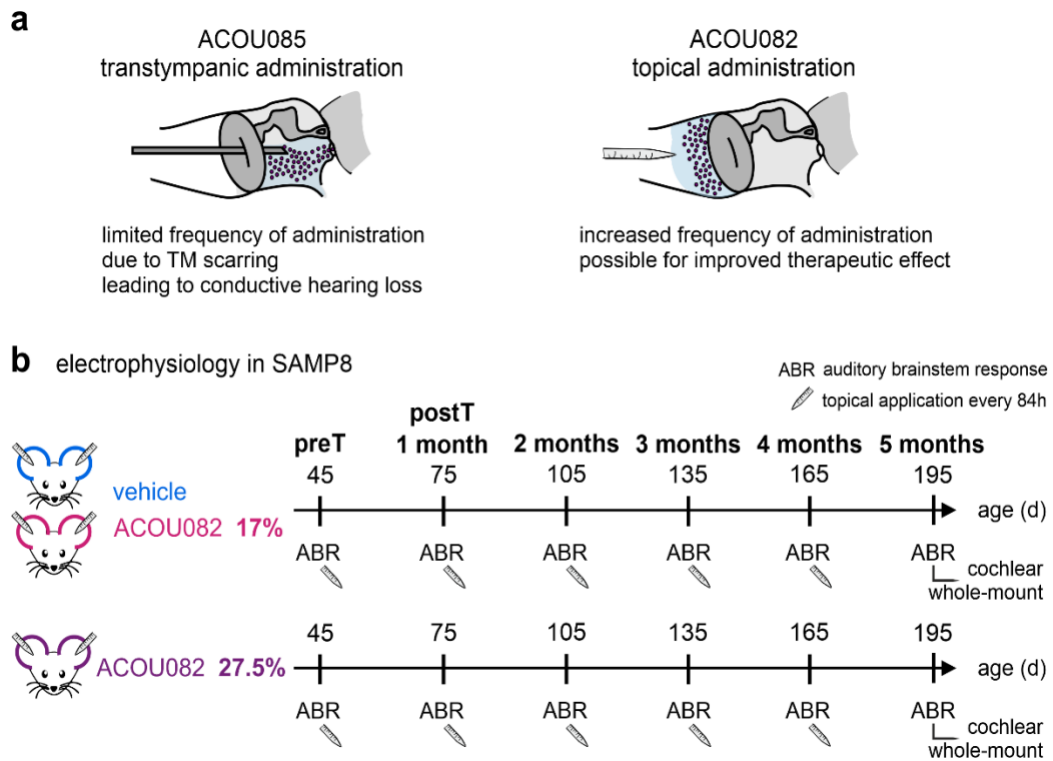 a
ACOU085
transtympanic administration
limited frequency of administration
due to TM scarring
leading to conductive hearing loss
ACOU082
topical administration
increased frequency of administration
possible for improved therapeutic effect
b electrophysiology in SAMP8
ABR auditory brainstem response
topical application every 84h
vehicle
ACOU082 17%
postT
preT 1 month 2 months 3 months 4 months 5 months
45 75 105 135 165 195
age (d)
ABR ABR ABR ABR ABR ABR
cochlear
whole-mount
ACOU082 27.5%
45 75 105 135 165 195
age (d)
ABR ABR ABR ABR ABR ABR
cochlear
whole-mount